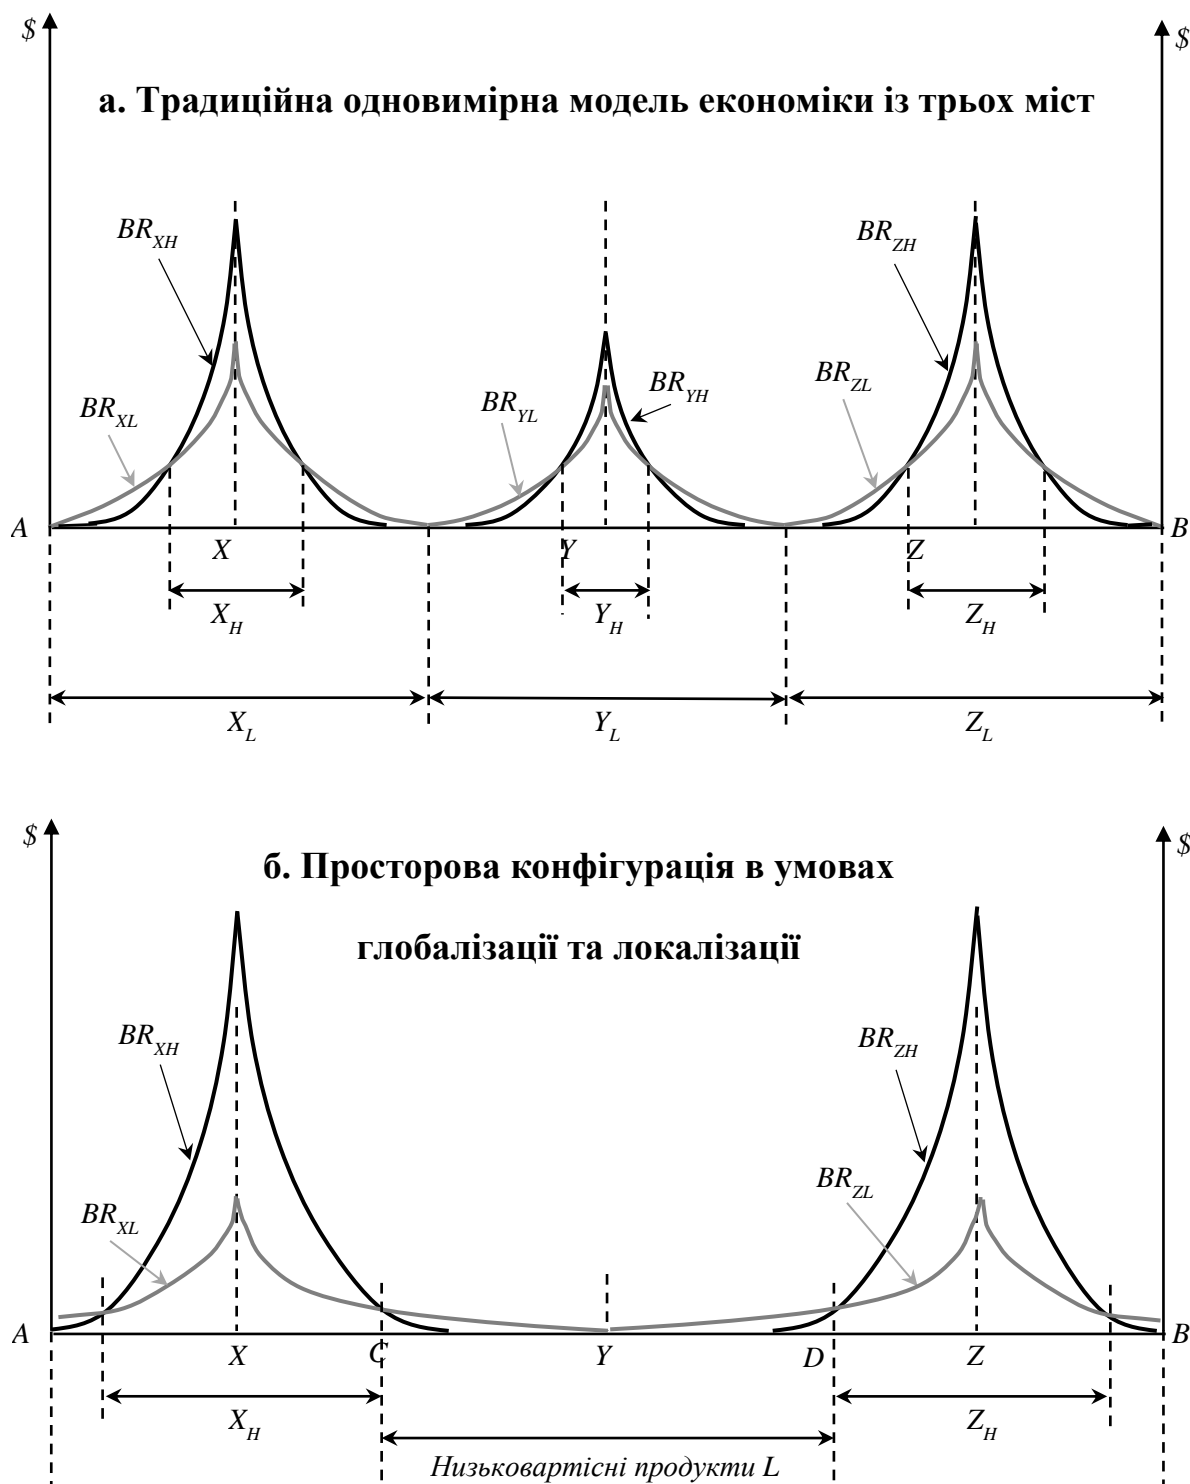 $ $
а. Традиційна одновимірна модель економіки із трьох міст
BR_XH BR_ZH
BR_XL BR_YL BR_YH BR_ZL
A B
X Y Z
X_H Y_H Z_H
X_L Y_L Z_L
$ $
б. Просторова конфігурація в умовах
глобалізації та локалізації
BR_XH BR_ZH
BR_XL BR_ZL
A X C Y D Z B
X_H Z_H
Низьковартісні продукти L